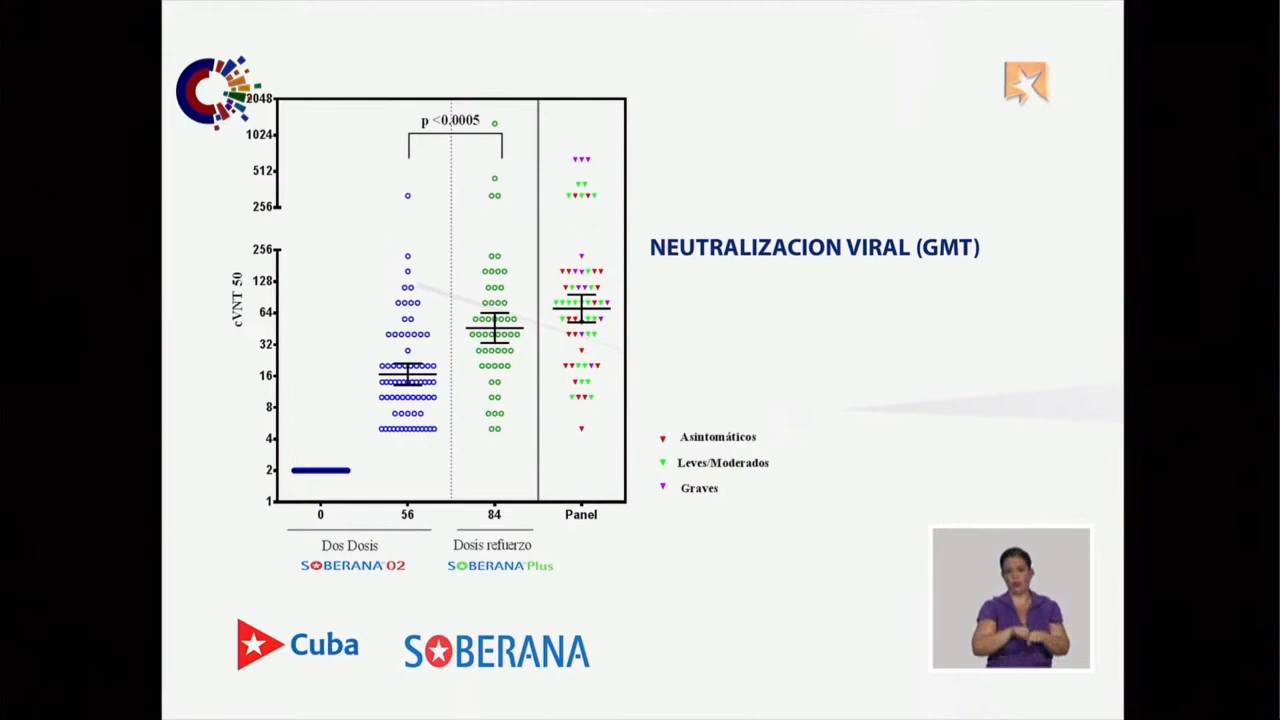 2048
1024
512
256
256
128
64
32
16
8
4
2
1
cVNT 50
p <0.0005
0
56
84
Panel
Dos Dosis
SOBERANA 02
Dosis refuerzo
SOBERANA Plus
NEUTRALIZACION VIRAL (GMT)
Asintomáticos
Leves/Moderados
Graves
Cuba
SOBERANA